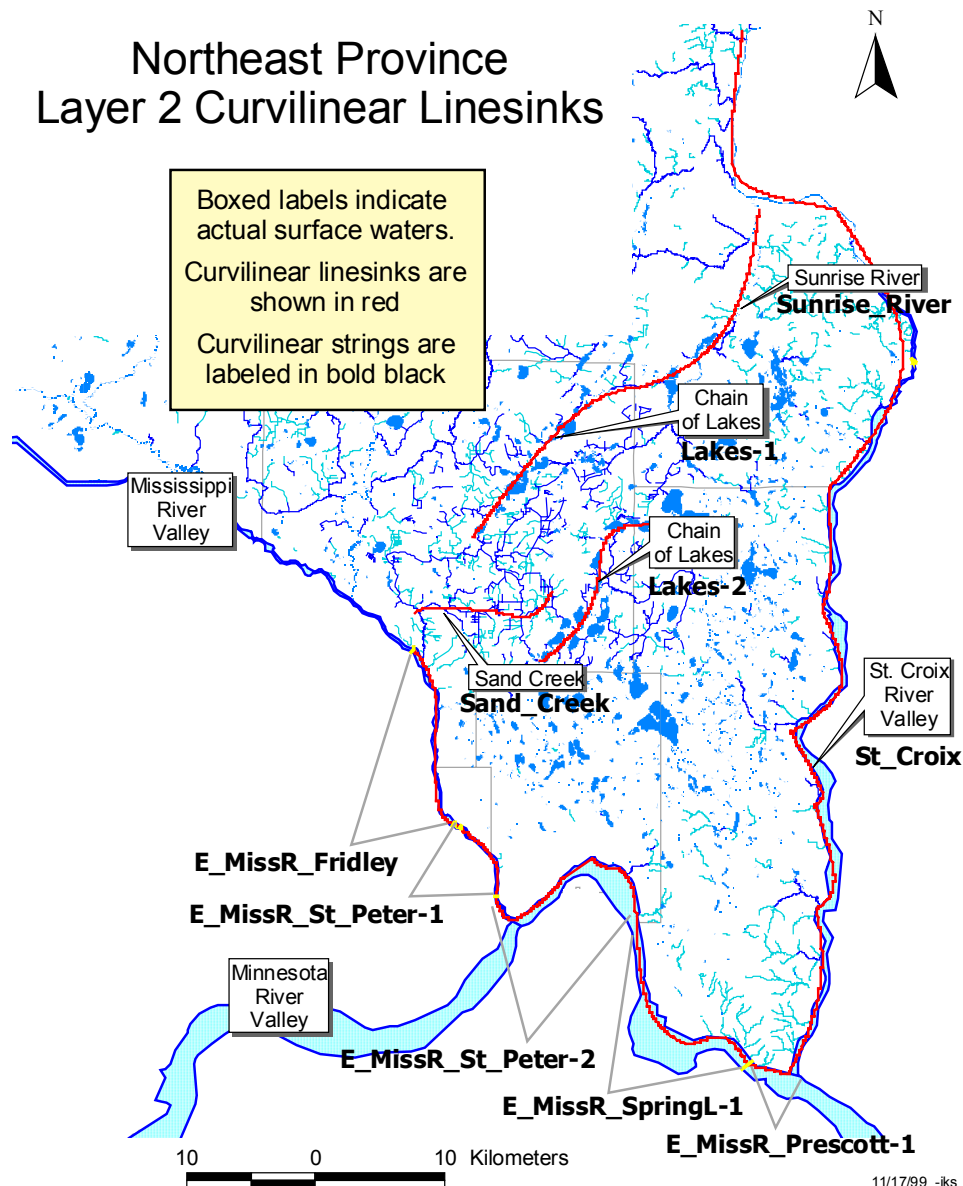 N
Northeast Province
Layer 2 Curvilinear Linesinks
Boxed labels indicate
actual surface waters.
Curvilinear linesinks are
shown in red
Curvilinear strings are
labeled in bold black
Sunrise River
Sunrise_River
Chain
of Lakes
Lakes-1
Mississippi
River
Valley
Chain
of Lakes
Lakes-2
Sand Creek
Sand_Creek
St. Croix
River
Valley
St_Croix
E_MissR_Fridley
E_MissR_St_Peter-1
Minnesota
River
Valley
E_MissR_St_Peter-2
E_MissR_SpringL-1
E_MissR_Prescott-1
10 0 10 Kilometers
11/17/99 -jks